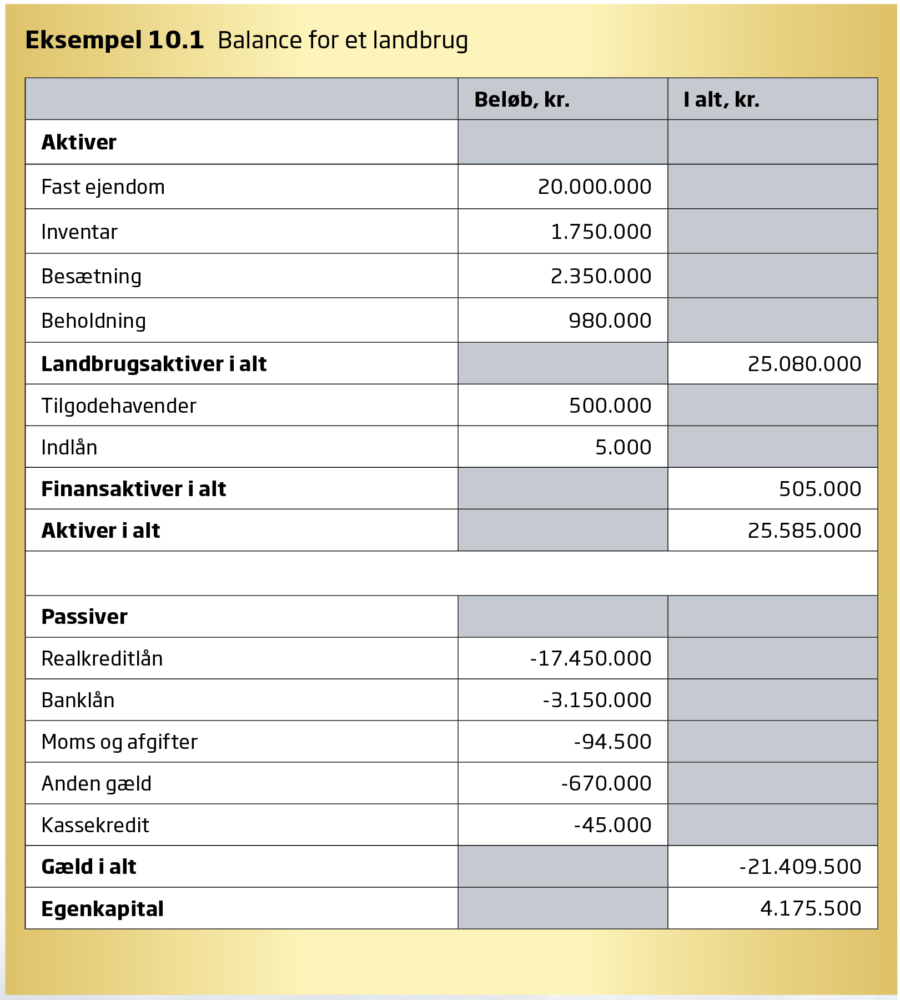 Eksempel 10.1 Balance for et landbrug
Beløb, kr. I alt, kr.
Aktiver
Fast ejendom 20.000.000
Inventar 1.750.000
Besætning 2.350.000
Beholdning 980.000
Landbrugsaktiver i alt 25.080.000
Tilgodehavender 500.000
Indlån 5.000
Finansaktiver i alt 505.000
Aktiver i alt 25.585.000
Passiver
Realkreditlån -17.450.000
Banklån -3.150.000
Moms og afgifter -94.500
Anden gæld -670.000
Kassekredit -45.000
Gæld i alt -21.409.500
Egenkapital 4.175.500